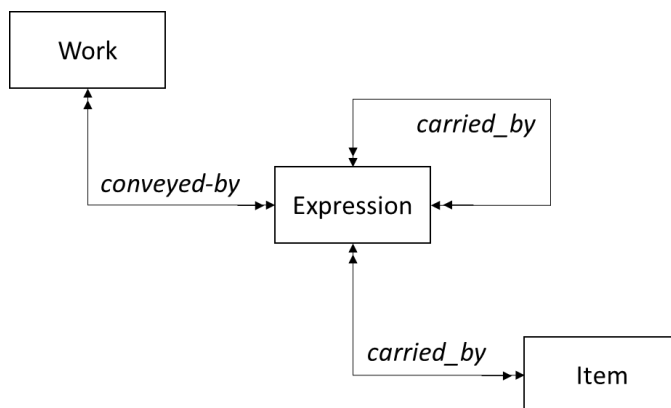 Work
carried_by
conveyed-by
Expression
carried_by
Item